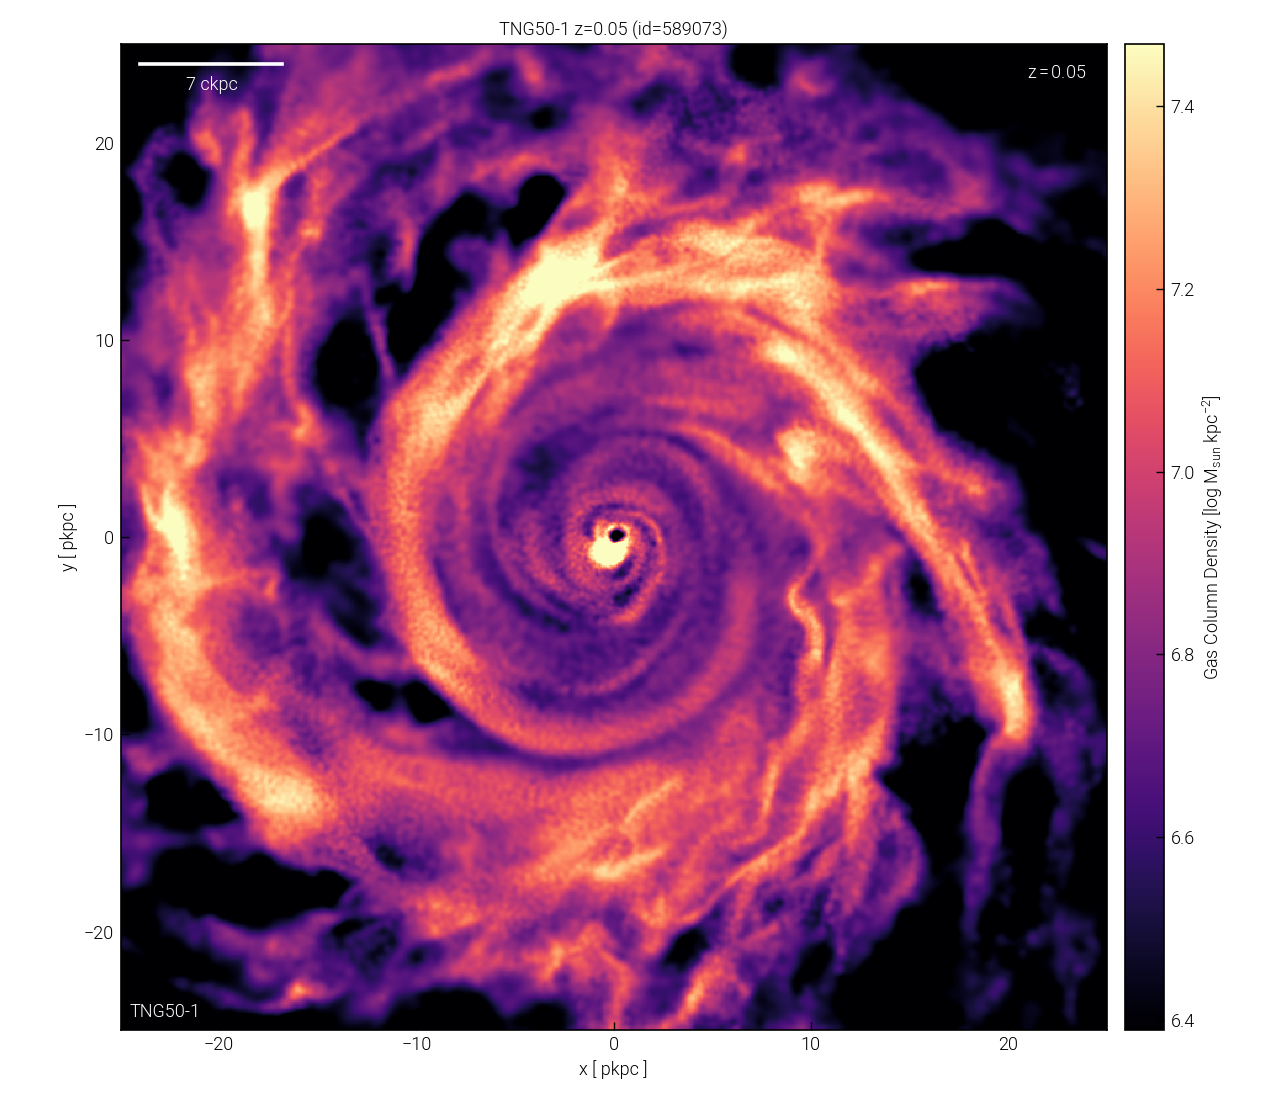 TNG50-1 z=0.05 (id=589073)
7 ckpc
z = 0.05
20
10
0
−10
−20
y [ pkpc ]
TNG50-1
−20
−10
0
10
20
x [ pkpc ]
7.4
7.2
7.0
6.8
6.6
6.4
Gas Column Density [log M_sun kpc^−2]